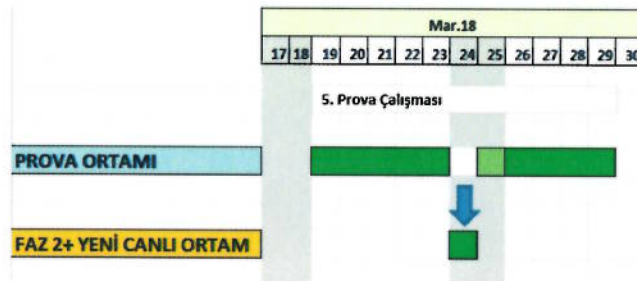 Mar.18
17 18 19 20 21 22 23 24 25 26 27 28 29 30
5. Prova Çalışması
PROVA ORTAMI
FAZ 2+ YENİ CANLI ORTAM